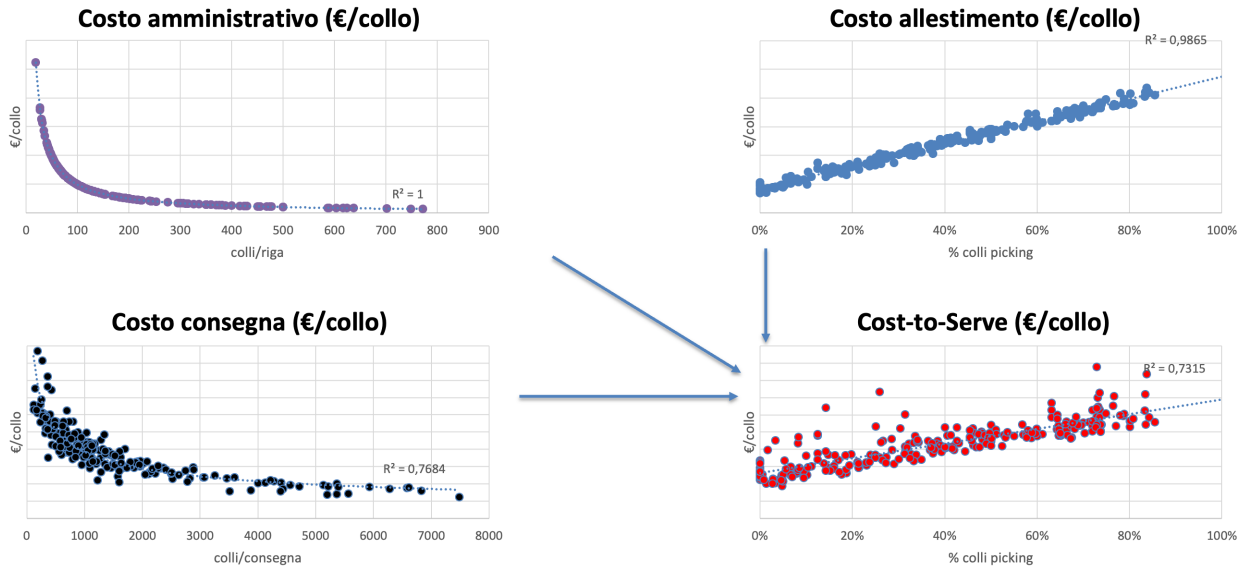 Costo amministrativo (€/collo)
€/collo
R² = 1
0 100 200 300 400 500 600 700 800 900
colli/riga
Costo allestimento (€/collo)
R² = 0,9865
€/collo
0% 20% 40% 60% 80% 100%
% colli picking
Costo consegna (€/collo)
€/collo
R² = 0,7684
0 1000 2000 3000 4000 5000 6000 7000 8000
colli/consegna
Cost-to-Serve (€/collo)
R² = 0,7315
€/collo
0% 20% 40% 60% 80% 100%
% colli picking